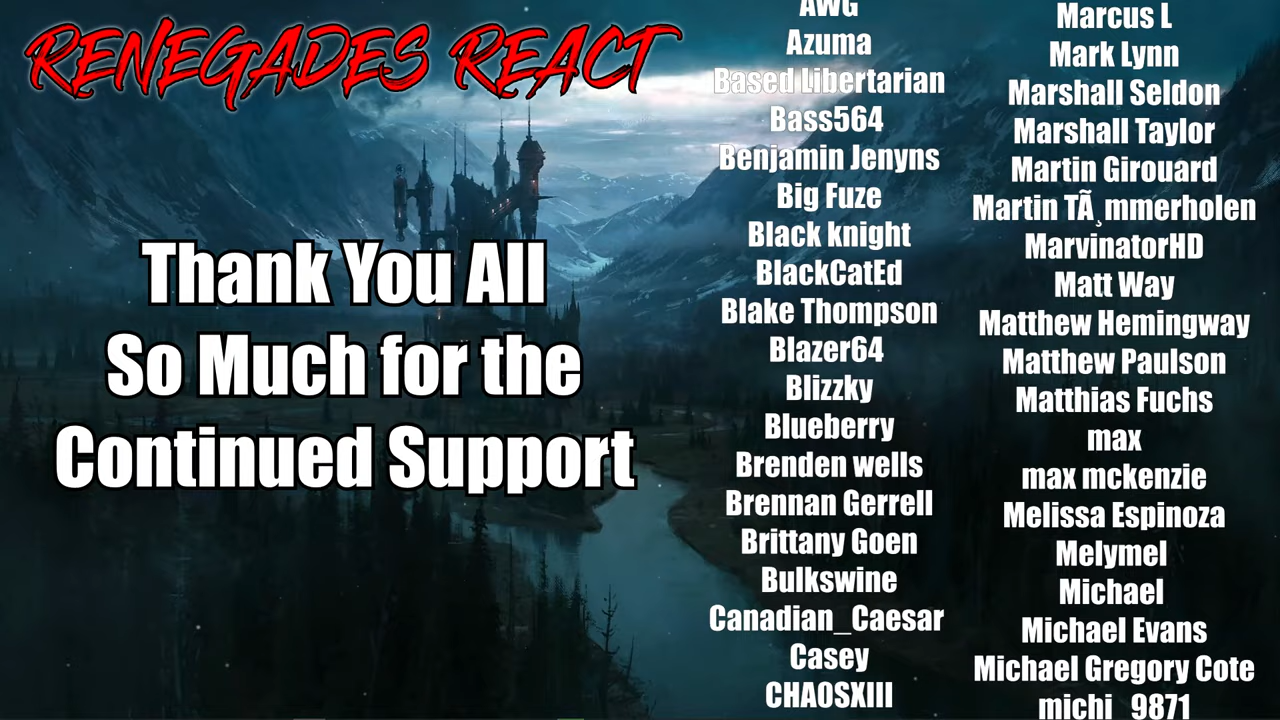 RENEGADES REACT
Thank You All
So Much for the
Continued Support
AWG
Azuma
Based Libertarian
Bass564
Benjamin Jenyns
Big Fuze
Black knight
BlackCatEd
Blake Thompson
Blazer64
Blizzky
Blueberry
Brenden wells
Brennan Gerrell
Brittany Goen
Bulkswine
Canadian_Caesar
Casey
CHAOSXIII
Marcus L
Mark Lynn
Marshall Seldon
Marshall Taylor
Martin Girouard
Martin TÃ¸mmerholen
MarvinatorHD
Matt Way
Matthew Hemingway
Matthew Paulson
Matthias Fuchs
max
max mckenzie
Melissa Espinoza
Melymel
Michael
Michael Evans
Michael Gregory Cote
michi_9871